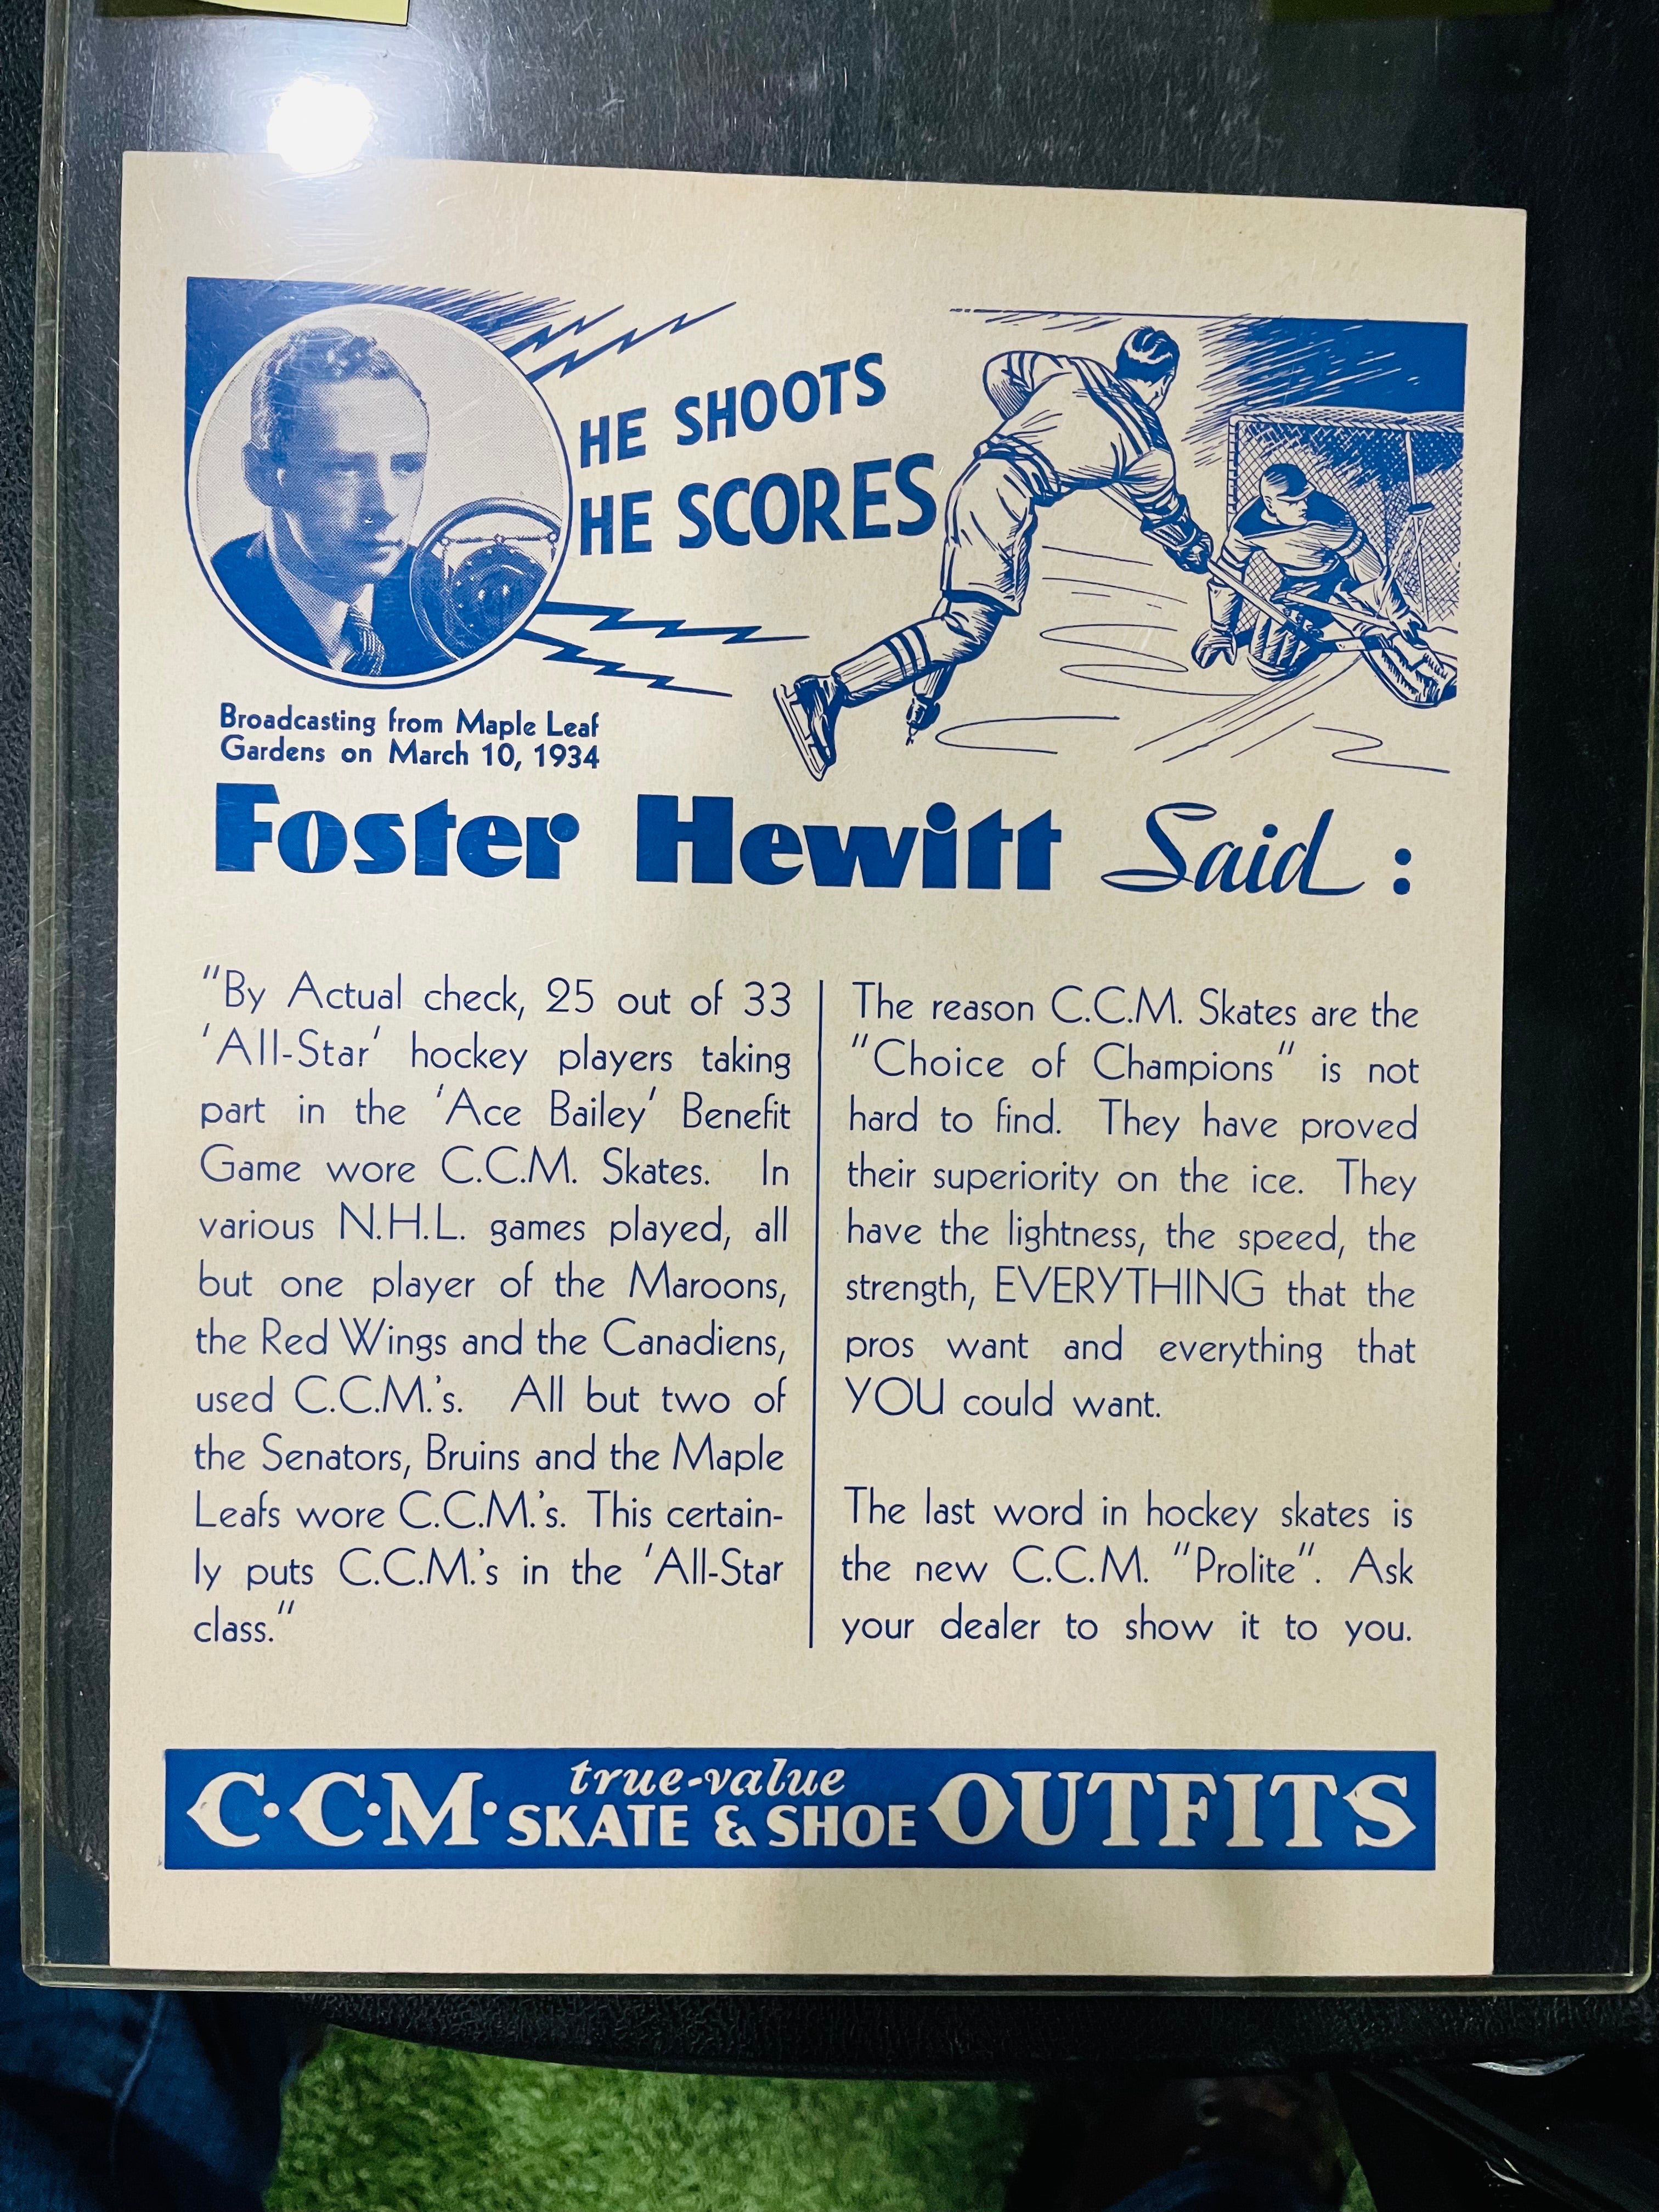 HE SHOOTS
HE SCORES
Broadcasting from Maple Leaf
Gardens on March 10, 1934
Foster Hewitt Said :
"By Actual check, 25 out of 33
'All-Star' hockey players taking
part in the 'Ace Bailey' Benefit
Game wore C.C.M. Skates. In
various N.H.L. games played, all
but one player of the Maroons,
the Red Wings and the Canadiens,
used C.C.M.'s. All but two of
the Senators, Bruins and the Maple
Leafs wore C.C.M.'s. This certain-
ly puts C.C.M.'s in the 'All-Star
class."
The reason C.C.M. Skates are the
"Choice of Champions" is not
hard to find. They have proved
their superiority on the ice. They
have the lightness, the speed, the
strength, EVERYTHING that the
pros want and everything that
YOU could want.
The last word in hockey skates is
the new C.C.M. "Prolite". Ask
your dealer to show it to you.
C·C·M· true-value SKATE & SHOE OUTFITS